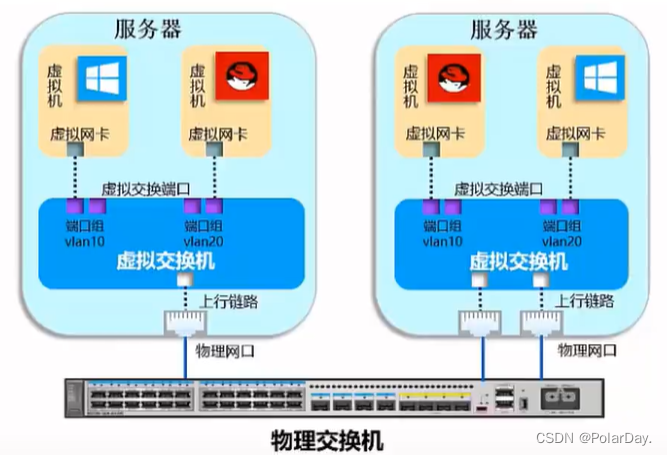 服务器
服务器
虚拟机
虚拟机
虚拟机
虚拟机
虚拟网卡
虚拟网卡
虚拟网卡
虚拟网卡
虚拟交换端口
虚拟交换端口
端口组
vlan10
端口组
vlan20
端口组
vlan10
端口组
vlan20
虚拟交换机
虚拟交换机
上行链路
上行链路
物理网口
物理网口
物理交换机
CSDN @PolarDay.